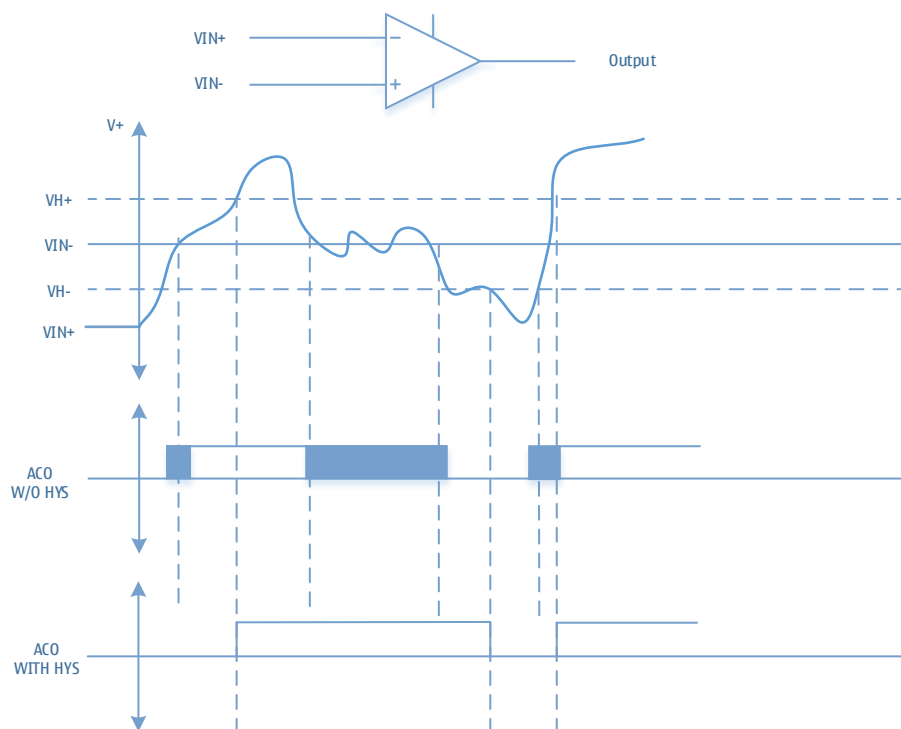 VIN+
−
Output
VIN-
+
V+
VH+
VIN-
VH-
VIN+
ACO
W/O HYS
ACO
WITH HYS